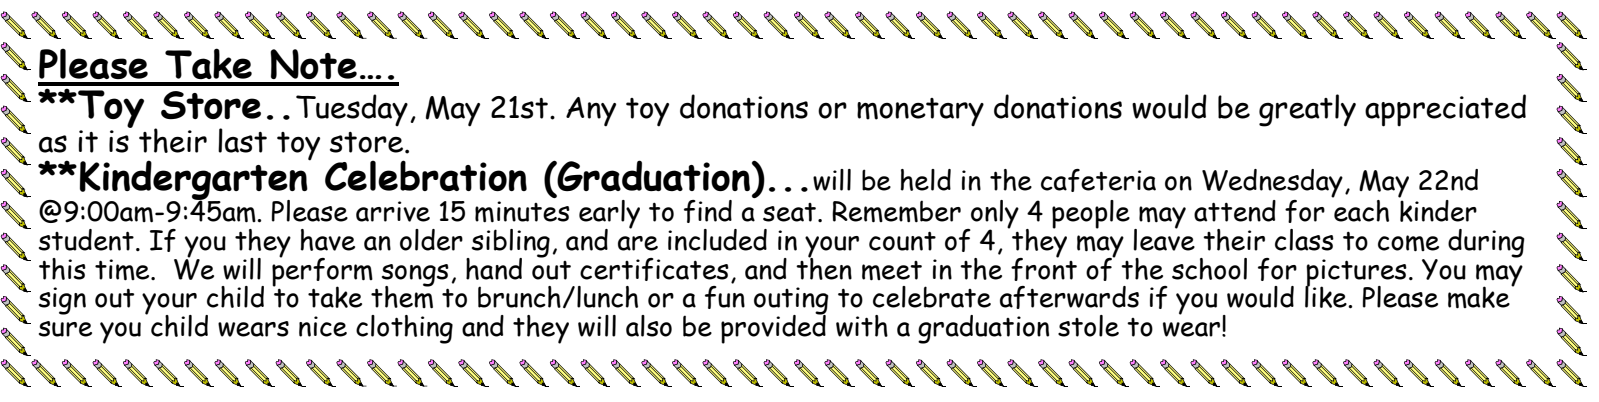 Please Take Note….
**Toy Store..Tuesday, May 21st. Any toy donations or monetary donations would be greatly appreciated
as it is their last toy store.
**Kindergarten Celebration (Graduation)...will be held in the cafeteria on Wednesday, May 22nd
@9:00am-9:45am. Please arrive 15 minutes early to find a seat. Remember only 4 people may attend for each kinder
student. If you they have an older sibling, and are included in your count of 4, they may leave their class to come during
this time.  We will perform songs, hand out certificates, and then meet in the front of the school for pictures. You may
sign out your child to take them to brunch/lunch or a fun outing to celebrate afterwards if you would like. Please make
sure you child wears nice clothing and they will also be provided with a graduation stole to wear!